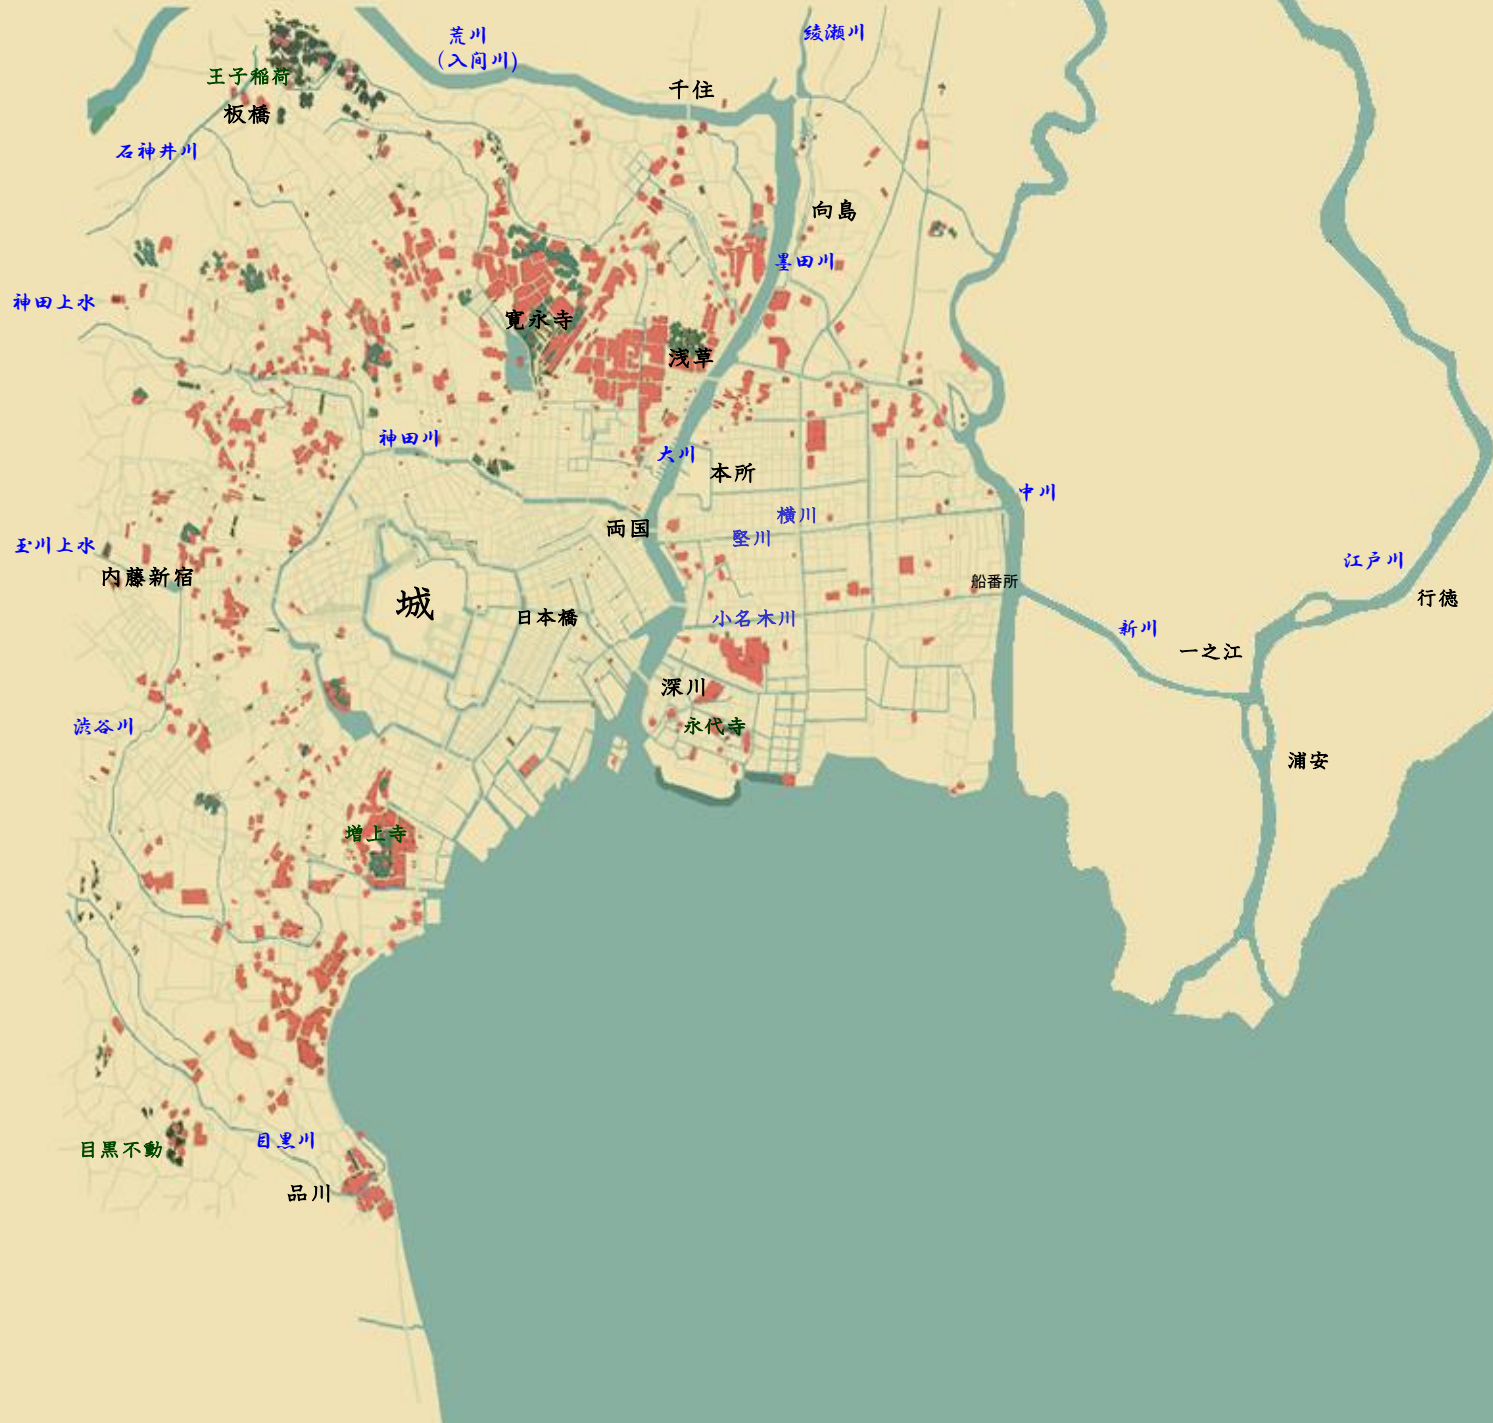 荒川
(入间川)
綾瀬川
王子稲荷
千住
板橋
石神井川
向島
墨田川
神田上水
寛永寺
浅草
神田川
大川
本所
中川
横川
両国
堅川
玉川上水
江戸川
内藤新宿
船番所
行徳
城
日本橋
小名木川
新川
一之江
深川
渋谷川
永代寺
浦安
増上寺
目黒川
目黒不動
品川